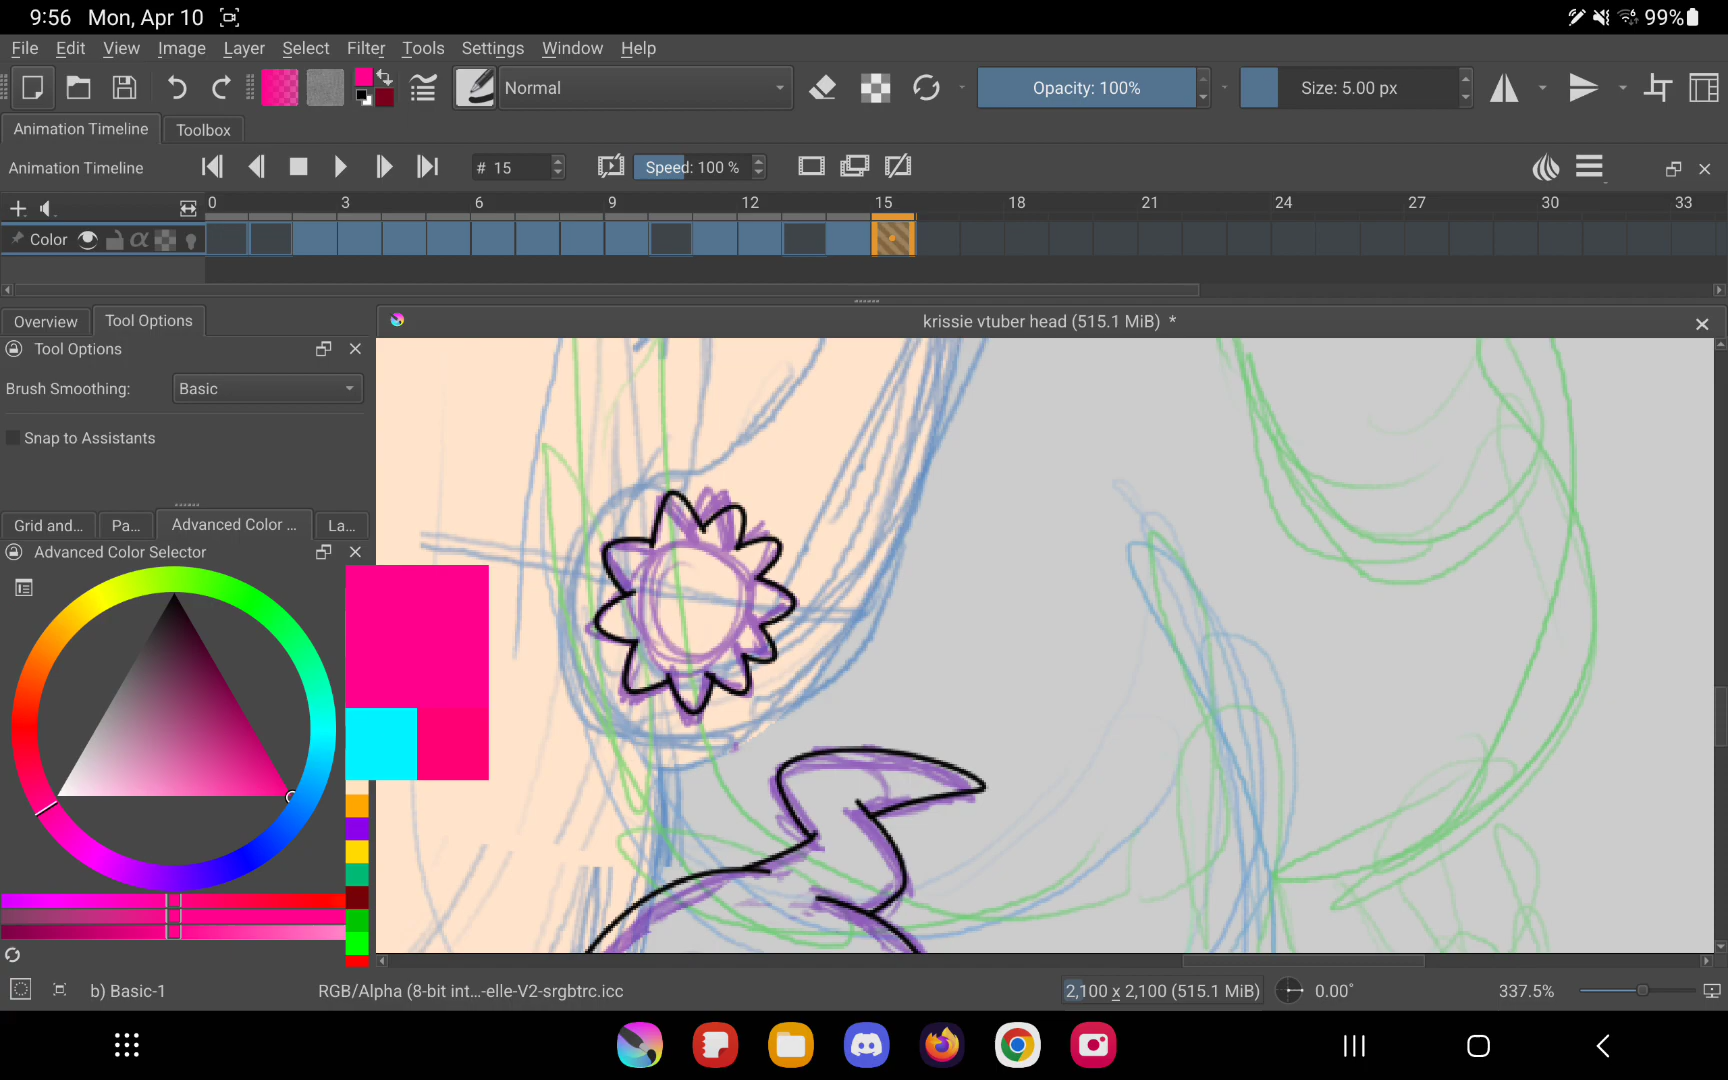 9:56 Mon, Apr 10 99%
File Edit View Image Layer Select Filter Tools Settings Window Help
Normal Opacity: 100% Size: 5.00 px
Animation Timeline Toolbox
Animation Timeline # 15 Speed: 100 %
0 3 6 9 12 15 18 21 24 27 30 33
Color α
Overview Tool Options krissie vtuber head (515.1 MiB) *
Tool Options
Brush Smoothing: Basic
Snap to Assistants
Grid and... Pa... Advanced Color ... La...
Advanced Color Selector
b) Basic-1 RGB/Alpha (8-bit int...-elle-V2-srgbtrc.icc 2,100 x 2,100 (515.1 MiB) 0.00° 337.5%